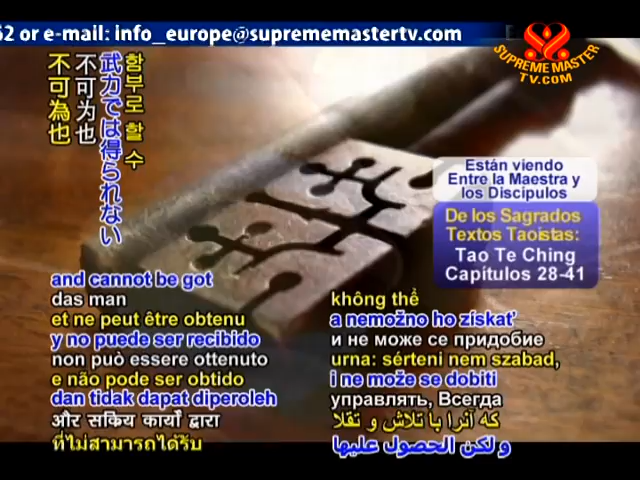 52 or e-mail: info_europe@suprememastertv.com
SUPREME MASTER
TV.COM
함부로 할 수
武力では得られない
不可为也
不可為也
Están viendo
Entre la Maestra y
los Discípulos
De los Sagrados
Textos Taoistas:
Tao Te Ching
Capítulos 28-41
and cannot be got
das man
et ne peut être obtenu
y no puede ser recibido
non può essere ottenuto
e não pode ser obtido
dan tidak dapat diperoleh
और सक्रिय कार्यों द्वारा
ที่ไม่สามารถได้รับ
không thể
a nemožno ho získať
и не може се придобие
urna: sérteni nem szabad,
i ne može se dobiti
управлять, Всегда
که آنرا با تلاش و تقلا
و لكن الحصول عليها